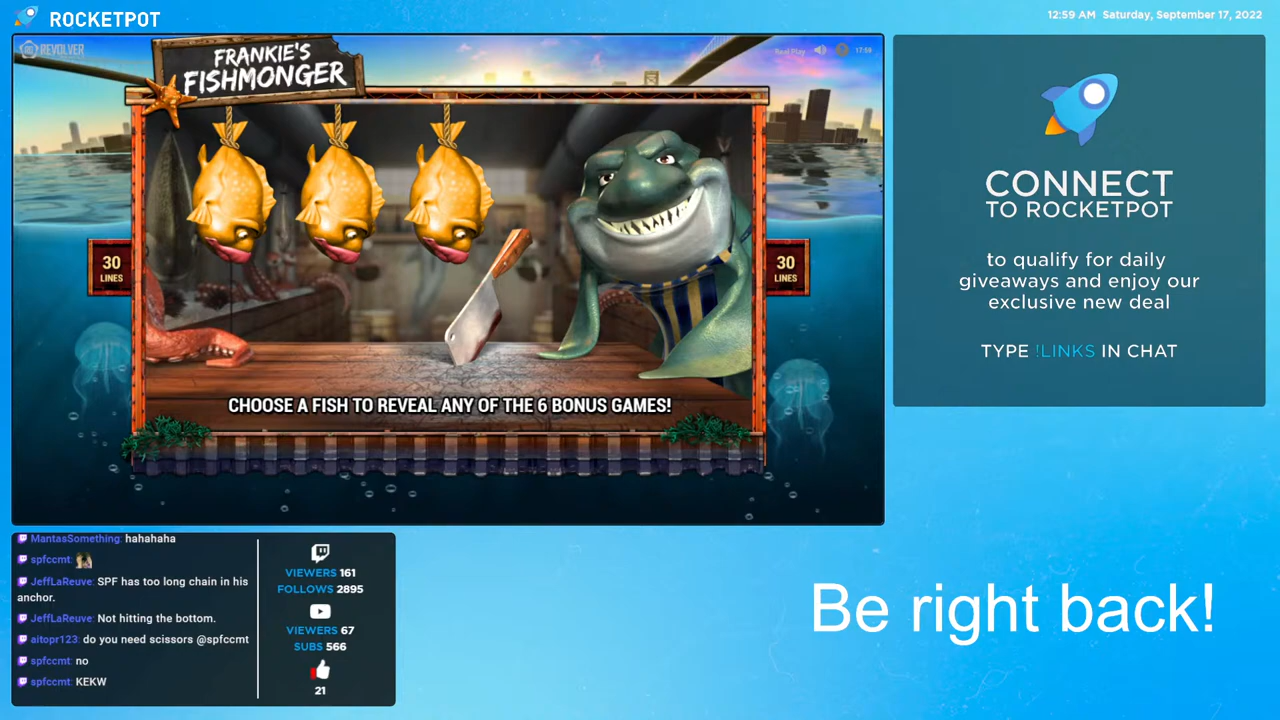 ROCKETPOT
12:59 AM Saturday, September 17, 2022
REVOLVER
FRANKIE'S
FISHMONGER
Real Play
17:59
30
LINES
30
LINES
CHOOSE A FISH TO REVEAL ANY OF THE 6 BONUS GAMES!
CONNECT
TO ROCKETPOT
to qualify for daily
giveaways and enjoy our
exclusive new deal
TYPE !LINKS IN CHAT
MantasSomething: hahahaha
spfccmt:
JeffLaReuve: SPF has too long chain in his
anchor.
JeffLaReuve: Not hitting the bottom.
aitopr123: do you need scissors @spfccmt
spfccmt: no
spfccmt: KEKW
VIEWERS 161
FOLLOWS 2895
VIEWERS 67
SUBS 566
21
Be right back!